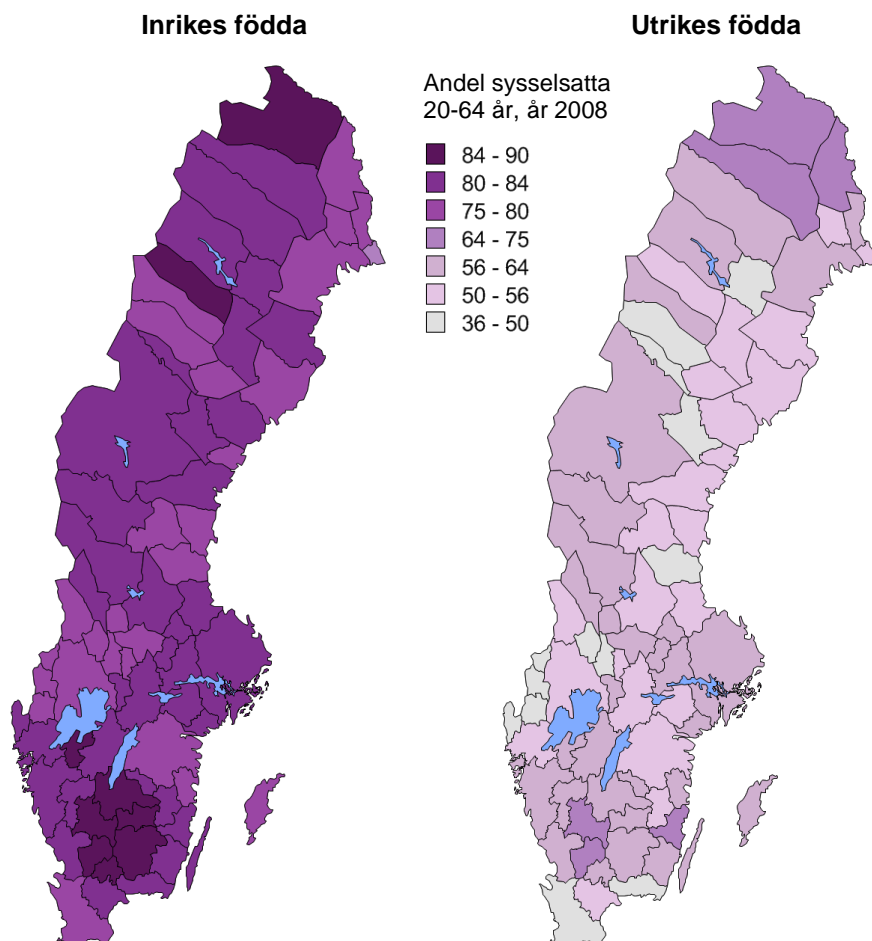 Inrikes födda
Utrikes födda
Andel sysselsatta
20-64 år, år 2008
84 - 90
80 - 84
75 - 80
64 - 75
56 - 64
50 - 56
36 - 50